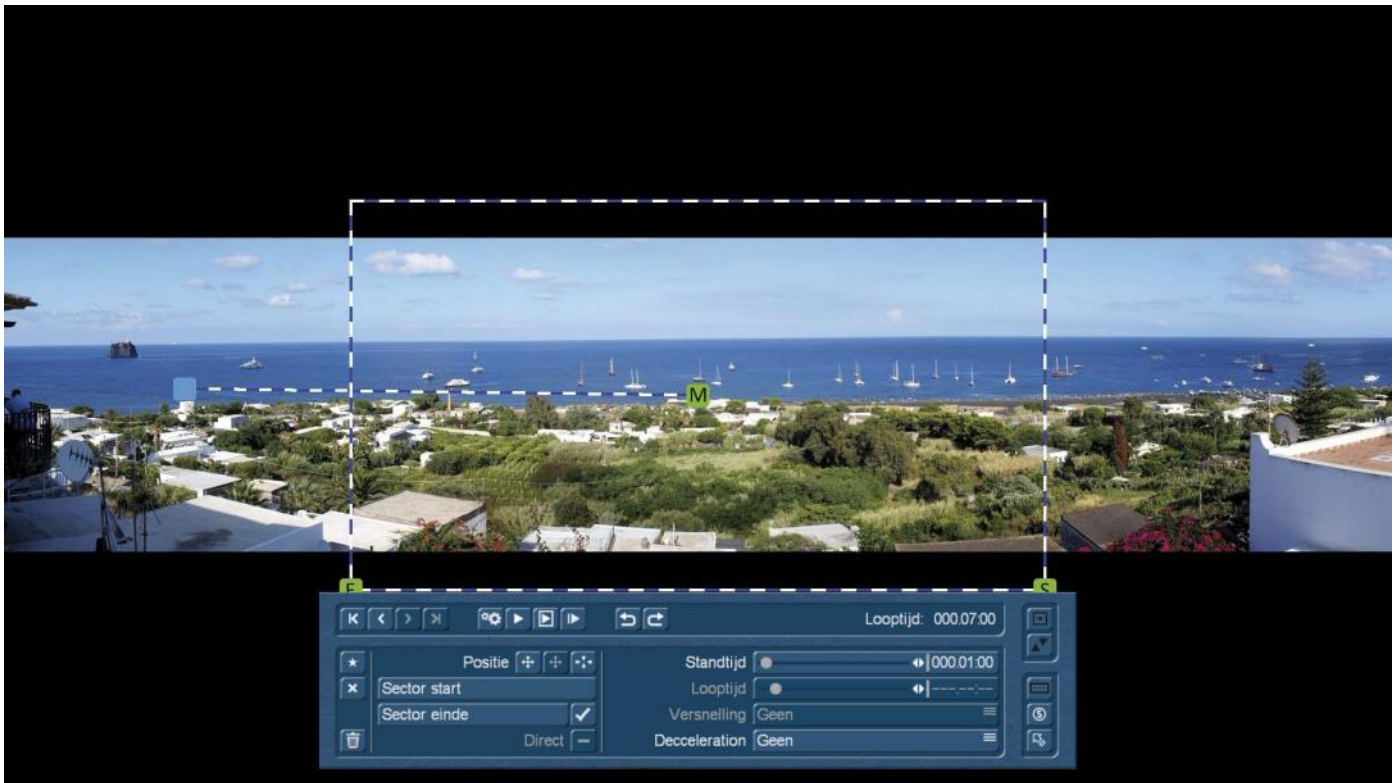 M
E S
Looptijd: 000.07:00
Positie
Standtijd 000.01:00
Sector start
Looptijd ---.--:--
Sector einde
Versnelling Geen
Direct
Decceleration Geen